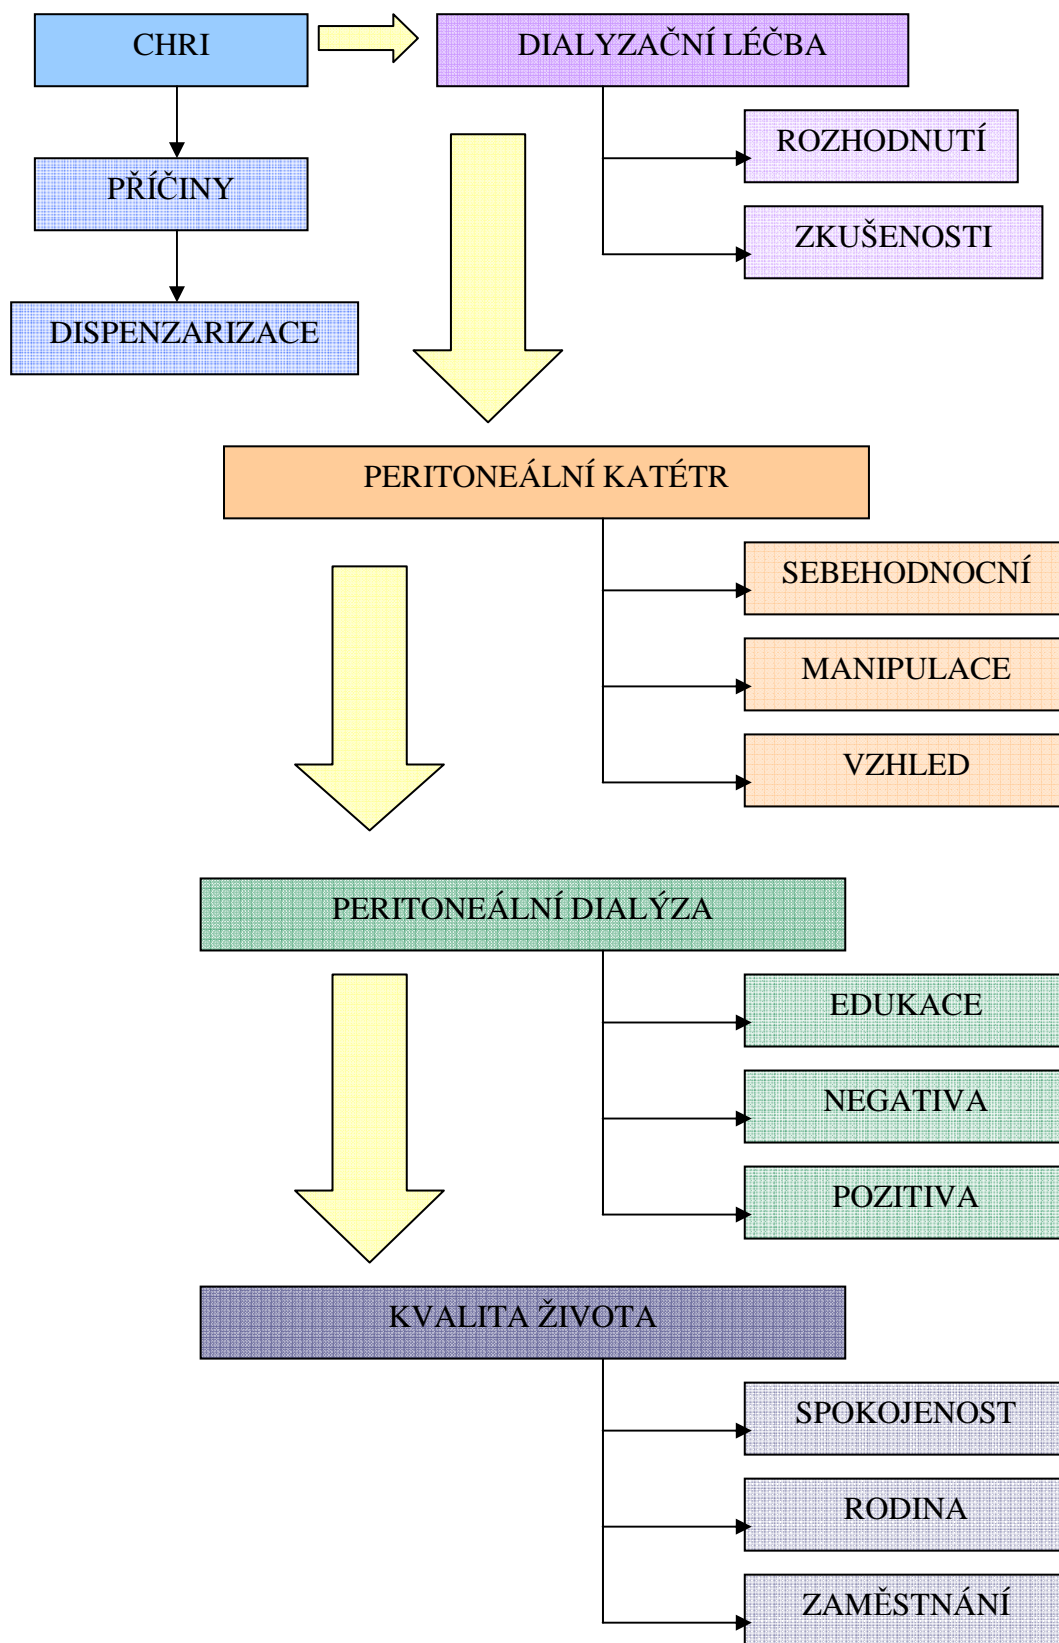 CHRI
DIALYZAČNÍ LÉČBA
ROZHODNUTÍ
PŘÍČINY
ZKUŠENOSTI
DISPENZARIZACE
PERITONEÁLNÍ KATÉTR
SEBEHODNOCNÍ
MANIPULACE
VZHLED
PERITONEÁLNÍ DIALÝZA
EDUKACE
NEGATIVA
POZITIVA
KVALITA ŽIVOTA
SPOKOJENOST
RODINA
ZAMĚSTNÁNÍ